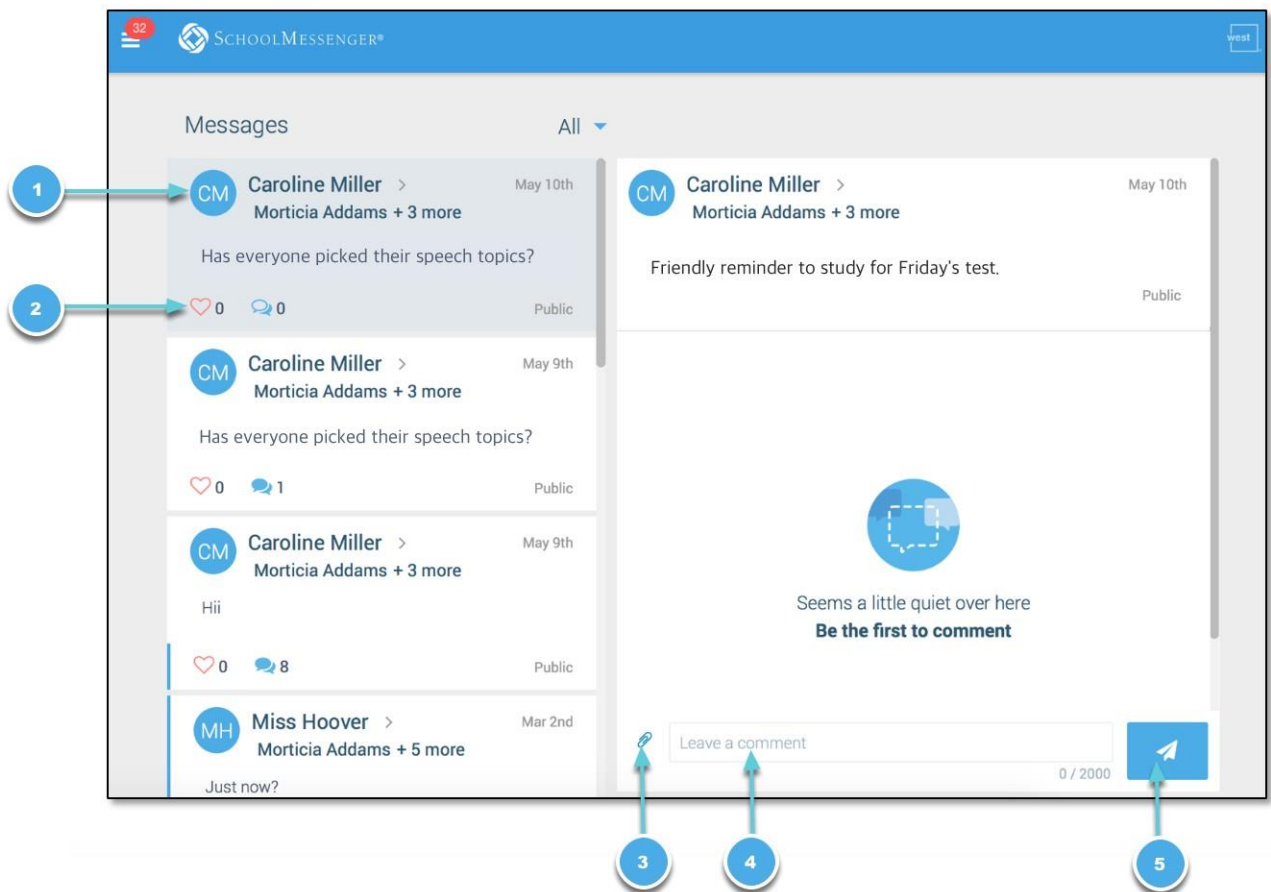 32
SCHOOLMESSENGER®
west
Messages
All
1
CM
Caroline Miller >
May 10th
Morticia Addams + 3 more
Has everyone picked their speech topics?
2
0
0
Public
CM
Caroline Miller >
May 9th
Morticia Addams + 3 more
Has everyone picked their speech topics?
0
1
Public
CM
Caroline Miller >
May 9th
Morticia Addams + 3 more
Hii
0
8
Public
MH
Miss Hoover >
Mar 2nd
Morticia Addams + 5 more
Just now?
CM
Caroline Miller >
May 10th
Morticia Addams + 3 more
Friendly reminder to study for Friday's test.
Public
Seems a little quiet over here
Be the first to comment
Leave a comment
0 / 2000
3
4
5